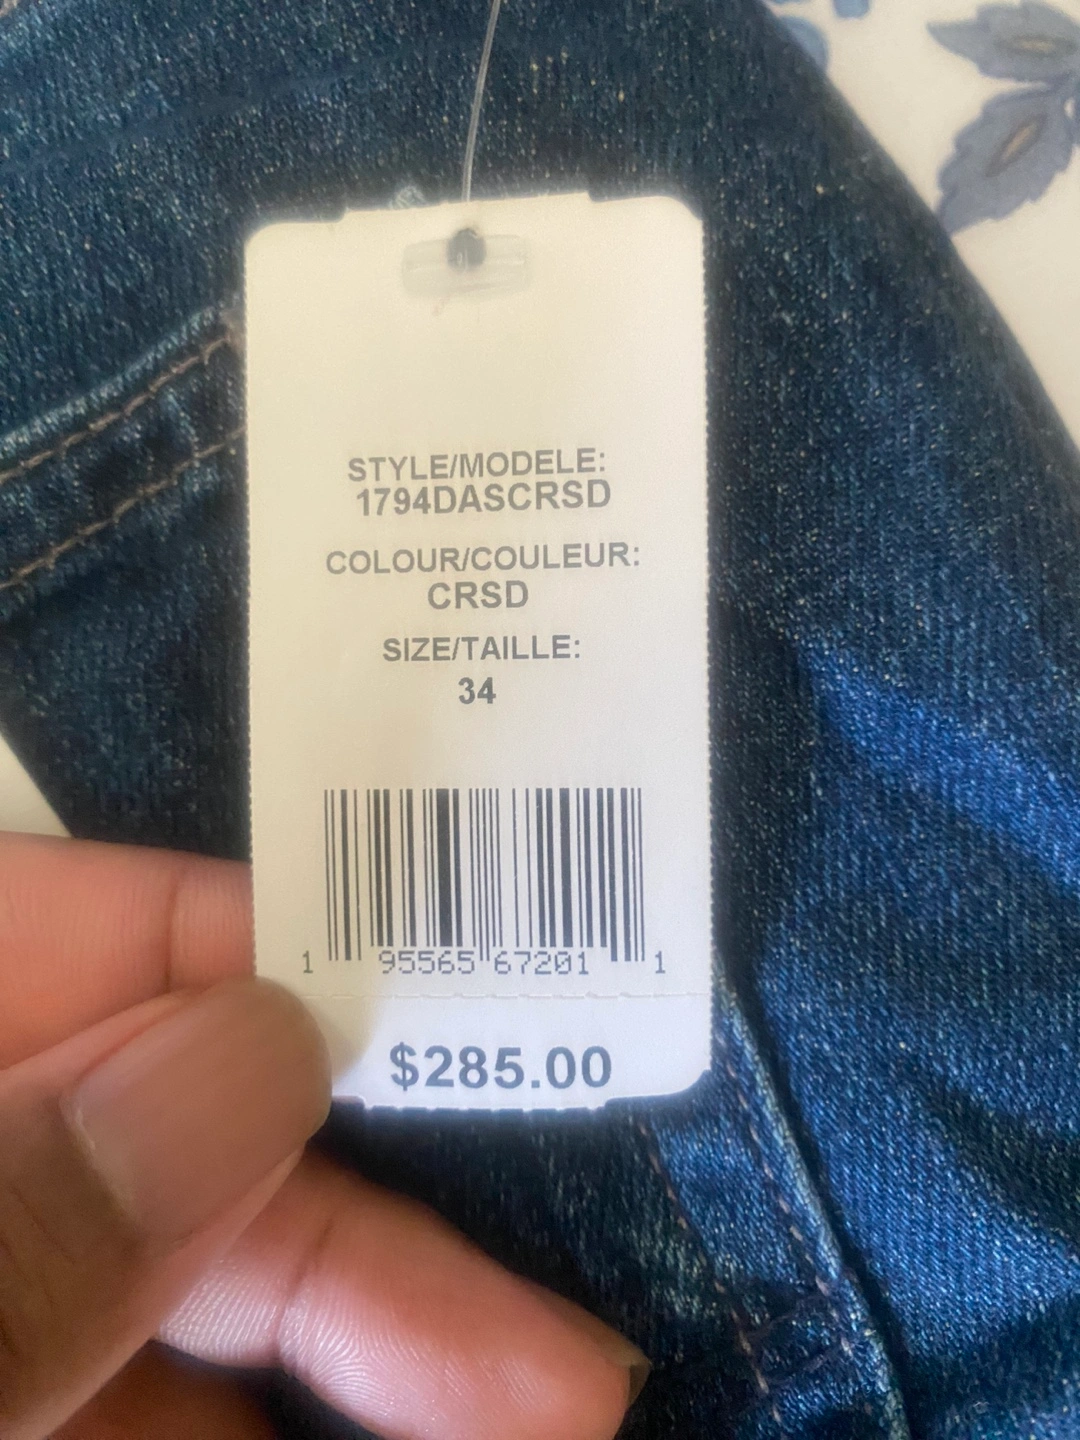 STYLE/MODELE:
1794DASCRSD
COLOUR/COULEUR:
CRSD
SIZE/TAILLE:
34
1 95565 67201 1
$285.00